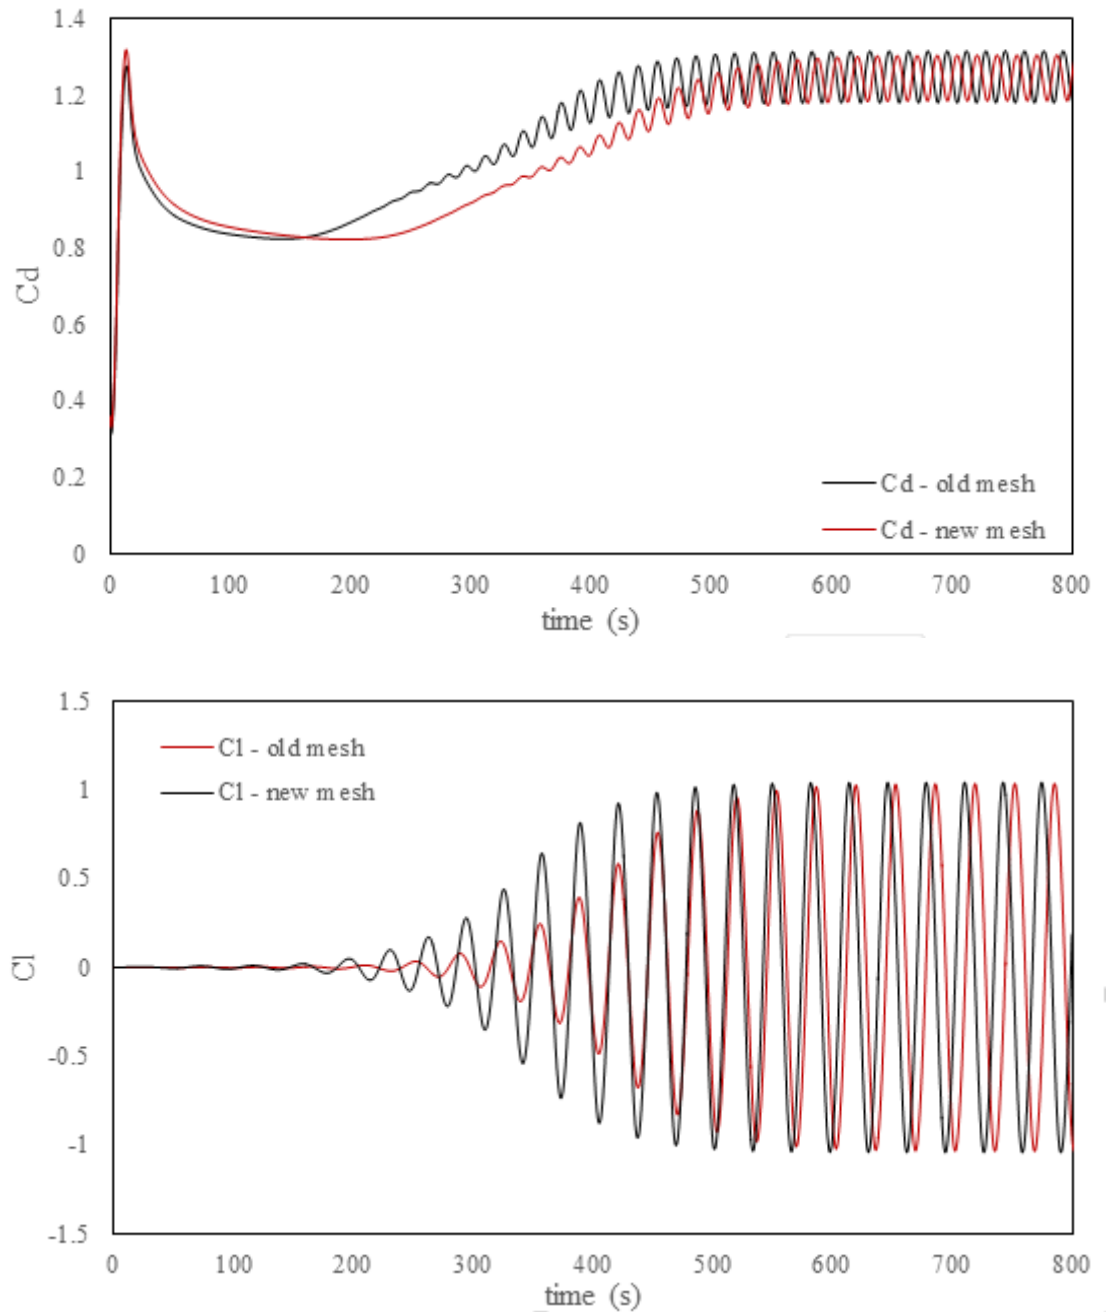 1.4
1.2
1
0.8
0.6
0.4
0.2
0
Cd
Cd - old mesh
Cd - new mesh
0 100 200 300 400 500 600 700 800
time (s)
1.5
1
0.5
0
-0.5
-1
-1.5
Cl
Cl - old mesh
Cl - new mesh
0 100 200 300 400 500 600 700 800
time (s)